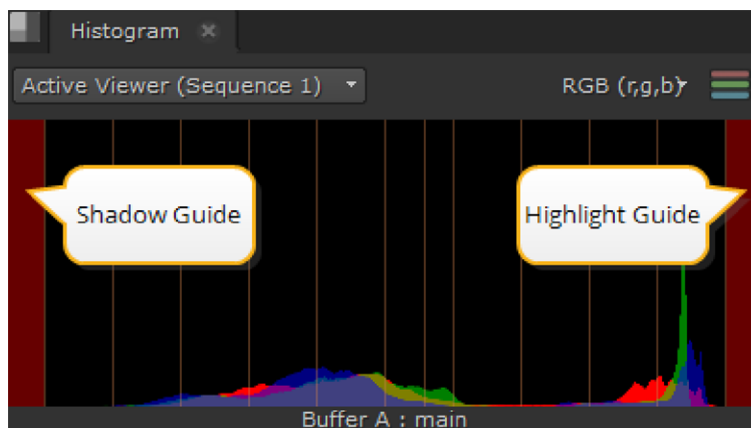 Histogram
Active Viewer (Sequence 1)
RGB (r,g,b)
Shadow Guide
Highlight Guide
Buffer A : main